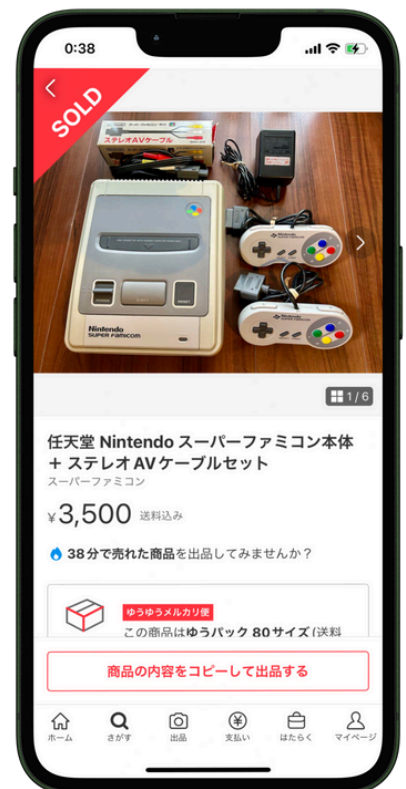 0:38
SOLD
ステレオAVケーブル
Nintendo
SUPER FAMICOM
1/6
任天堂 Nintendo スーパーファミコン本体
+ ステレオAVケーブルセット
スーパーファミコン
¥3,500 送料込み
38分で売れた商品を出品してみませんか？
ゆうゆうメルカリ便
この商品はゆうパック 80サイズ(送料
商品の内容をコピーして出品する
ホーム
さがす
出品
支払い
はたらく
マイページ